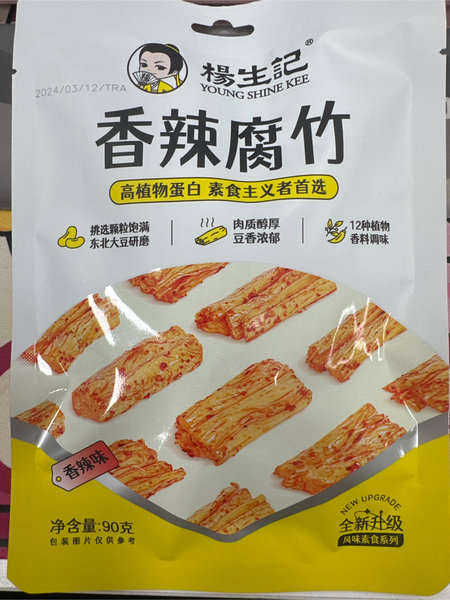 楊生記®
YOUNG SHINE KEE
2024/03/12/TRA
香辣腐竹
高植物蛋白 素食主义者首选
挑选颗粒饱满
东北大豆研磨
肉质醇厚
豆香浓郁
12种植物
香料调味
香辣味
净含量:90克
包装图片仅供参考
NEW UPGRADE
全新升级
风味素食系列